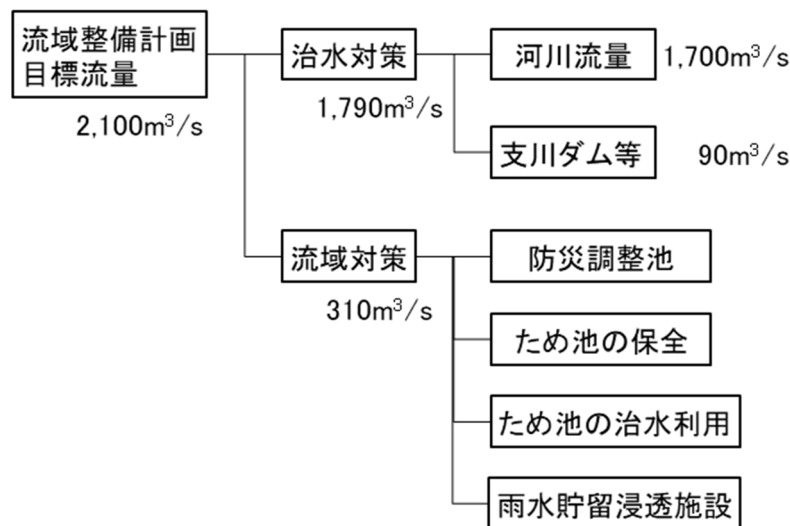 流域整備計画
目標流量
2,100m³/s
治水対策
1,790m³/s
河川流量
1,700m³/s
支川ダム等
90m³/s
流域対策
310m³/s
防災調整池
ため池の保全
ため池の治水利用
雨水貯留浸透施設